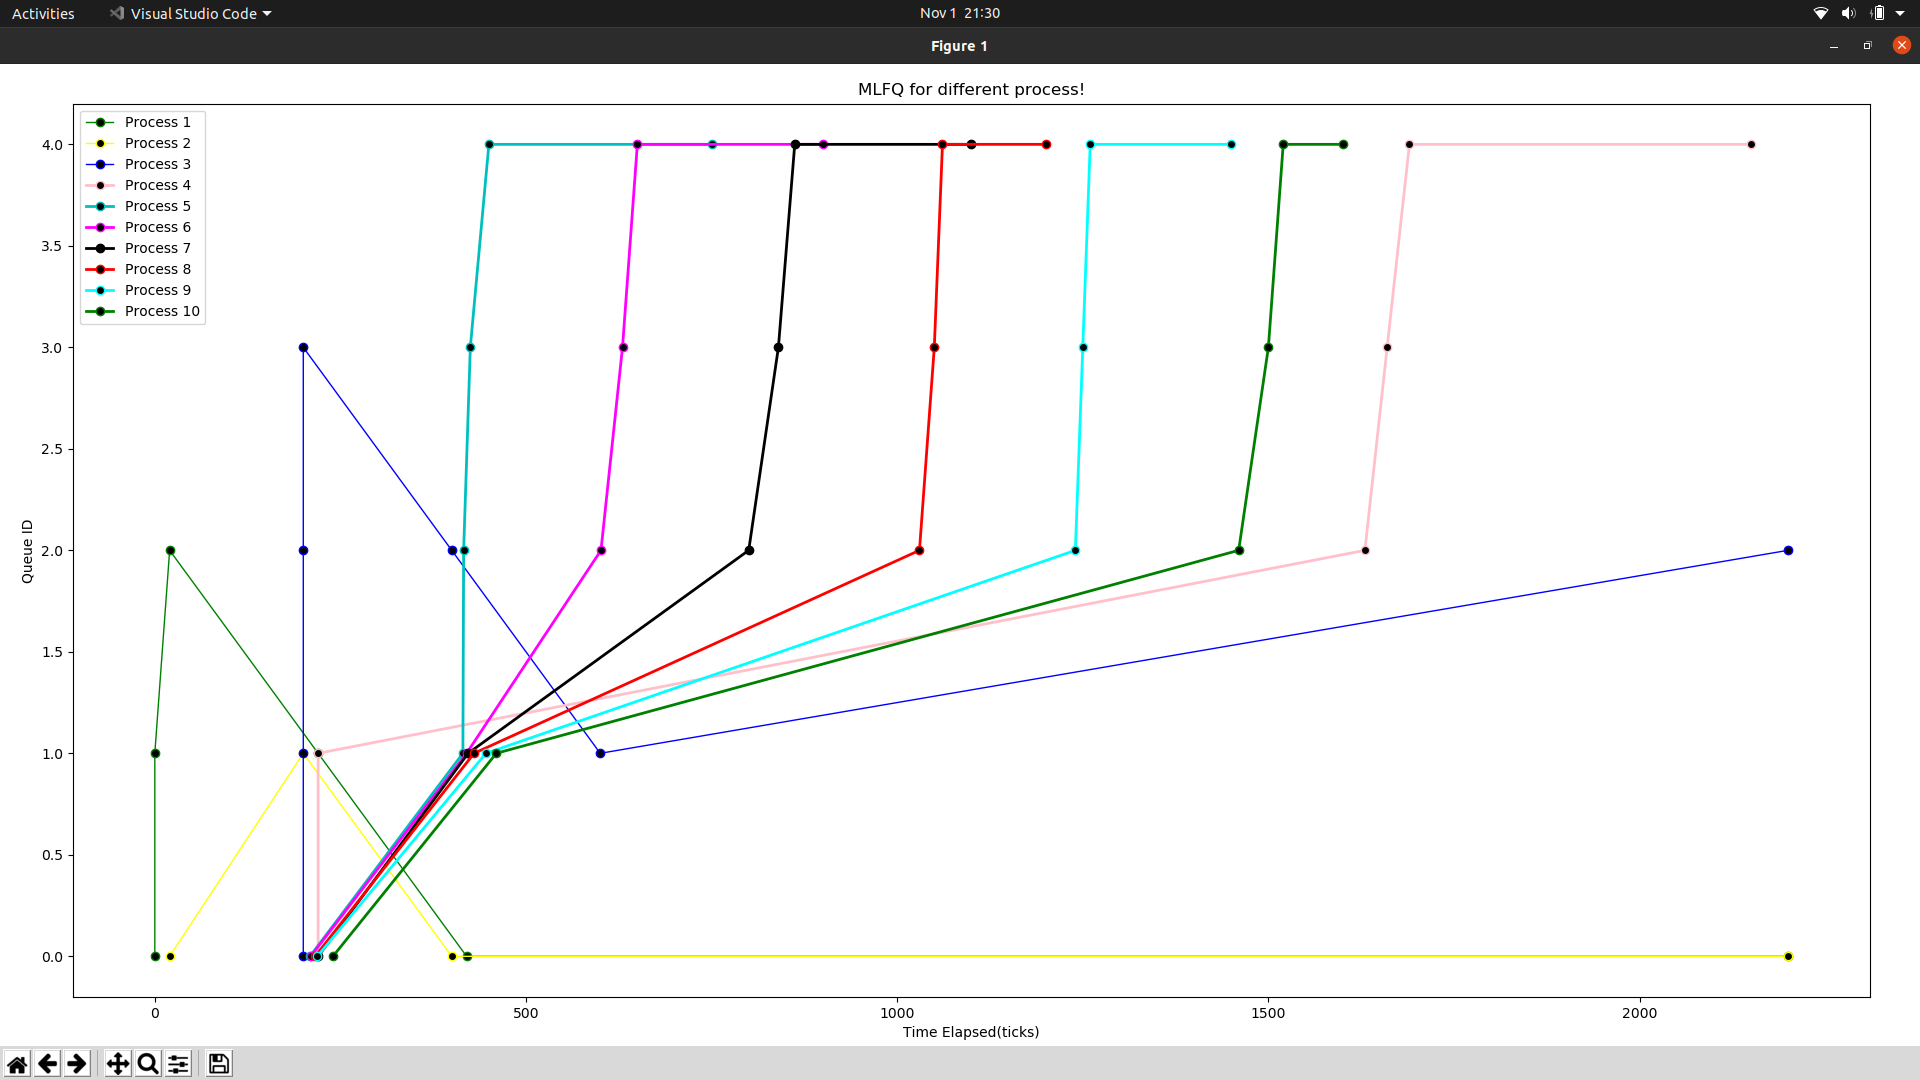 Activities Visual Studio Code Nov 1 21:30
Figure 1
MLFQ for different process!
Process 1
Process 2
Process 3
Process 4
Process 5
Process 6
Process 7
Process 8
Process 9
Process 10
4.0
3.5
3.0
2.5
2.0
1.5
1.0
0.5
0.0
Queue ID
0 500 1000 1500 2000
Time Elapsed(ticks)